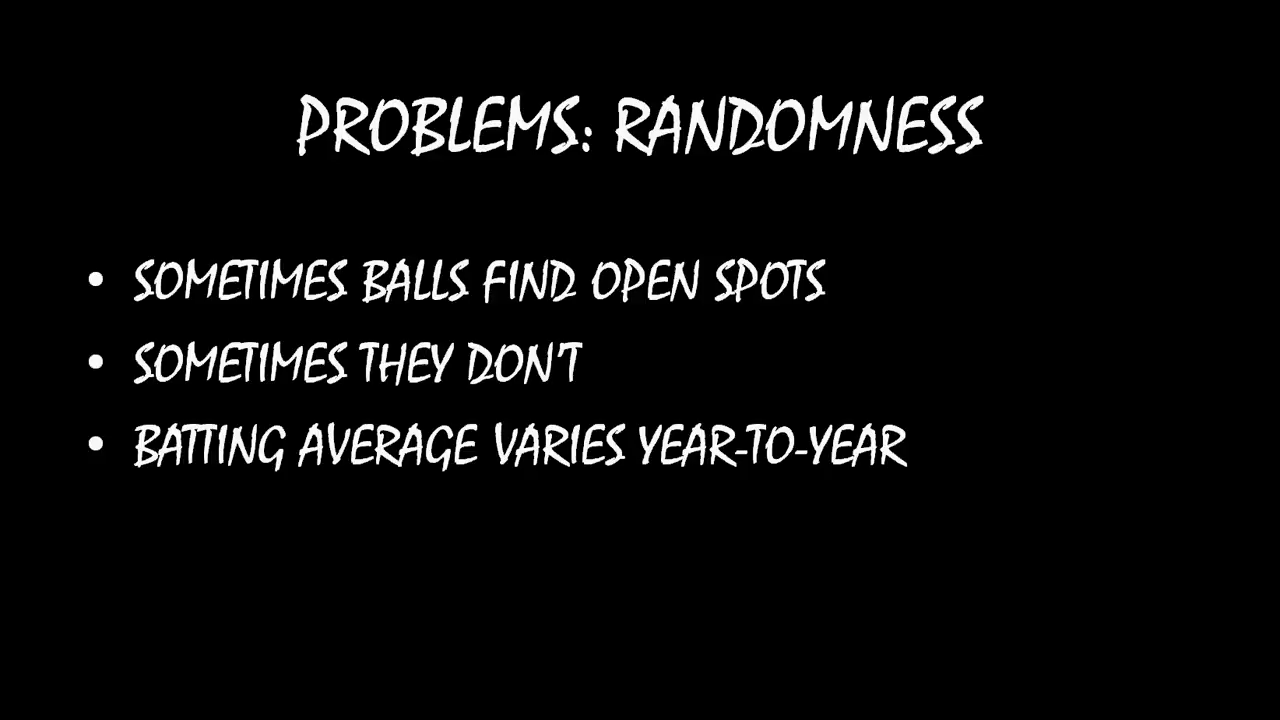 PROBLEMS: RANDOMNESS
• SOMETIMES BALLS FIND OPEN SPOTS
• SOMETIMES THEY DON'T
• BATTING AVERAGE VARIES YEAR-TO-YEAR